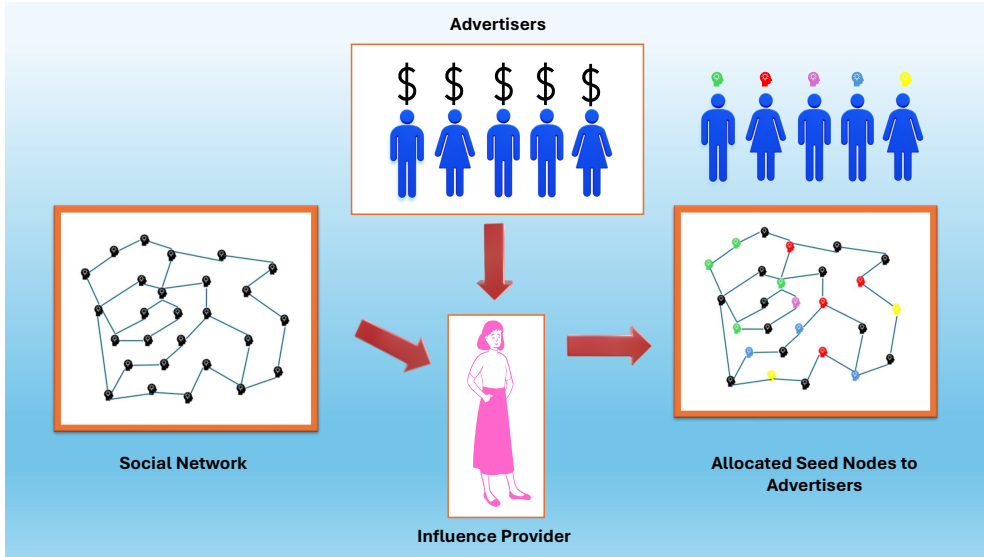 Advertisers
$ $ $ $ $
Social Network
Allocated Seed Nodes to
Advertisers
Influence Provider